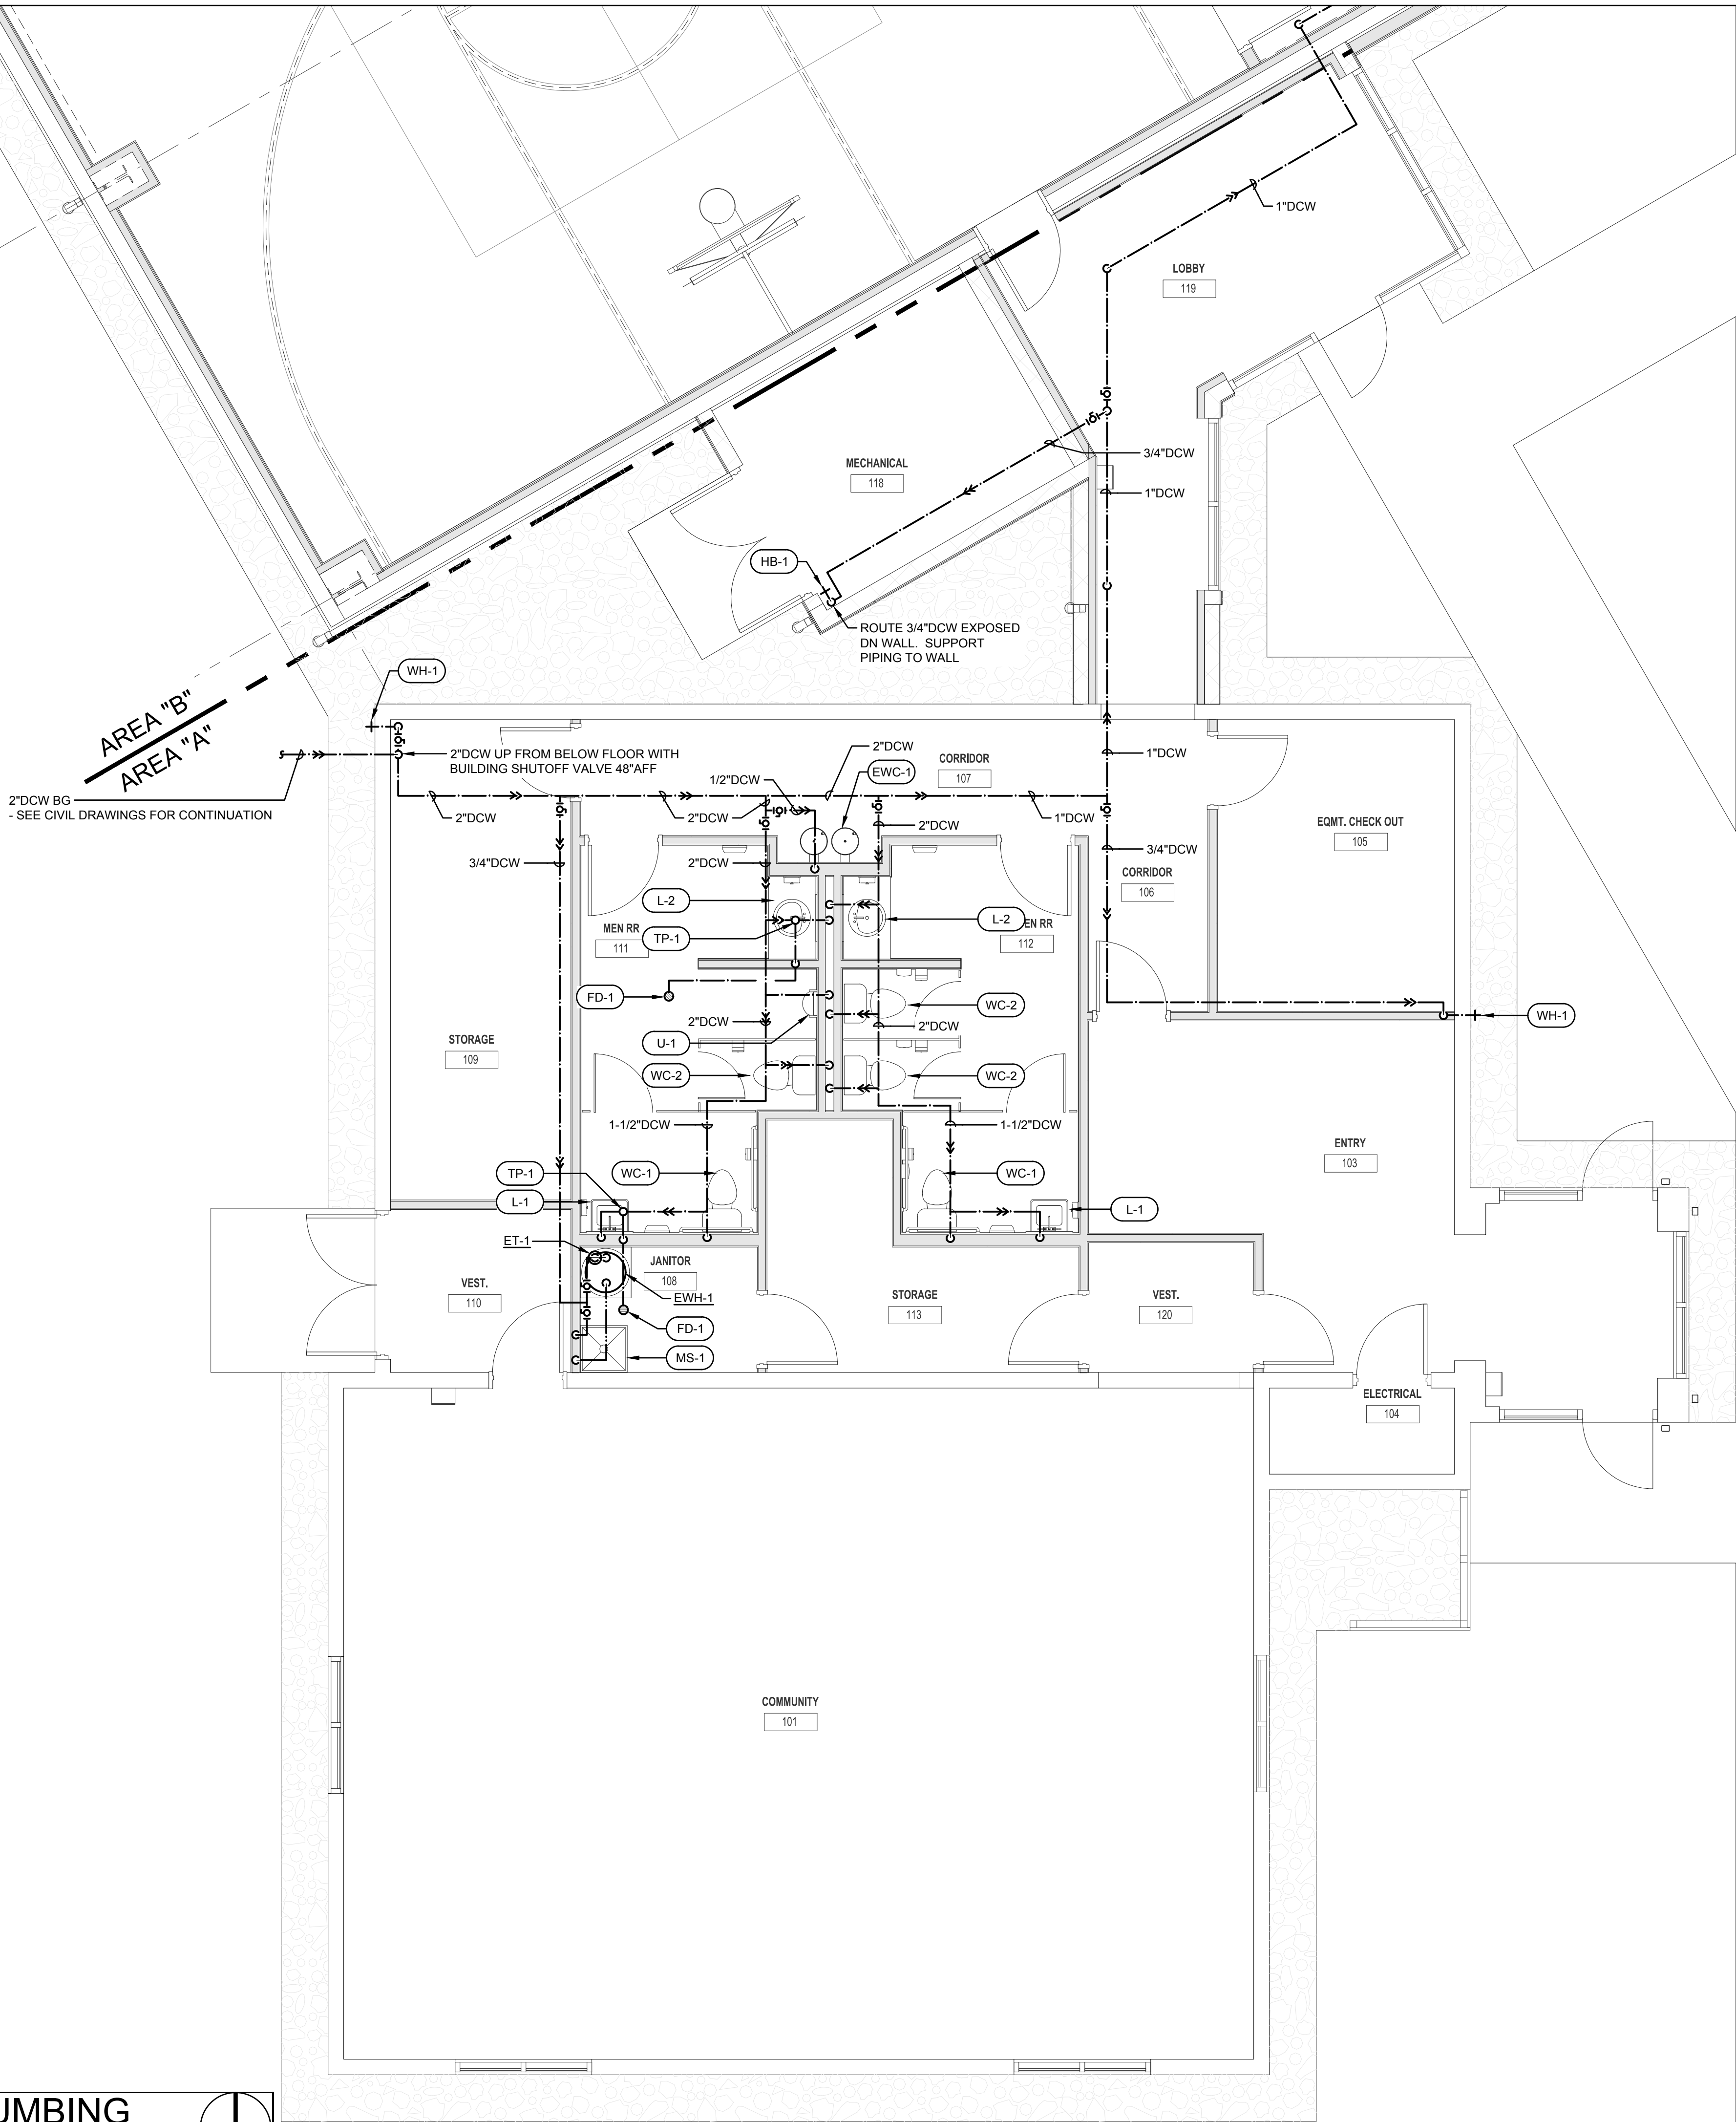 1"DCW
LOBBY
119
3/4"DCW
1"DCW
MECHANICAL
118
HB-1
ROUTE 3/4"DCW EXPOSED
DN WALL. SUPPORT
PIPING TO WALL
WH-1
AREA "B"
AREA "A"
2"DCW UP FROM BELOW FLOOR WITH
BUILDING SHUTOFF VALVE 48"AFF
2"DCW BG
- SEE CIVIL DRAWINGS FOR CONTINUATION
2"DCW
EWC-1
1/2"DCW
CORRIDOR
107
1"DCW
2"DCW
2"DCW
2"DCW
1"DCW
EQMT. CHECK OUT
105
3/4"DCW
2"DCW
3/4"DCW
CORRIDOR
106
L-2
MEN RR
111
TP-1
L-2
EN RR
112
FD-1
WC-2
WH-1
2"DCW
2"DCW
U-1
STORAGE
109
WC-2
WC-2
1-1/2"DCW
1-1/2"DCW
ENTRY
103
TP-1
WC-1
WC-1
L-1
L-1
ET-1
JANITOR
108
VEST.
110
EWH-1
STORAGE
113
VEST.
120
FD-1
MS-1
ELECTRICAL
104
COMMUNITY
101
UMBING